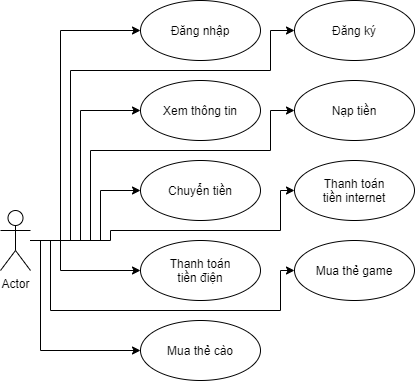 Đăng nhập
Đăng ký
Xem thông tin
Nạp tiền
Chuyển tiền
Thanh toán
tiền internet
Actor
Thanh toán
tiền điện
Mua thẻ game
Mua thẻ cào